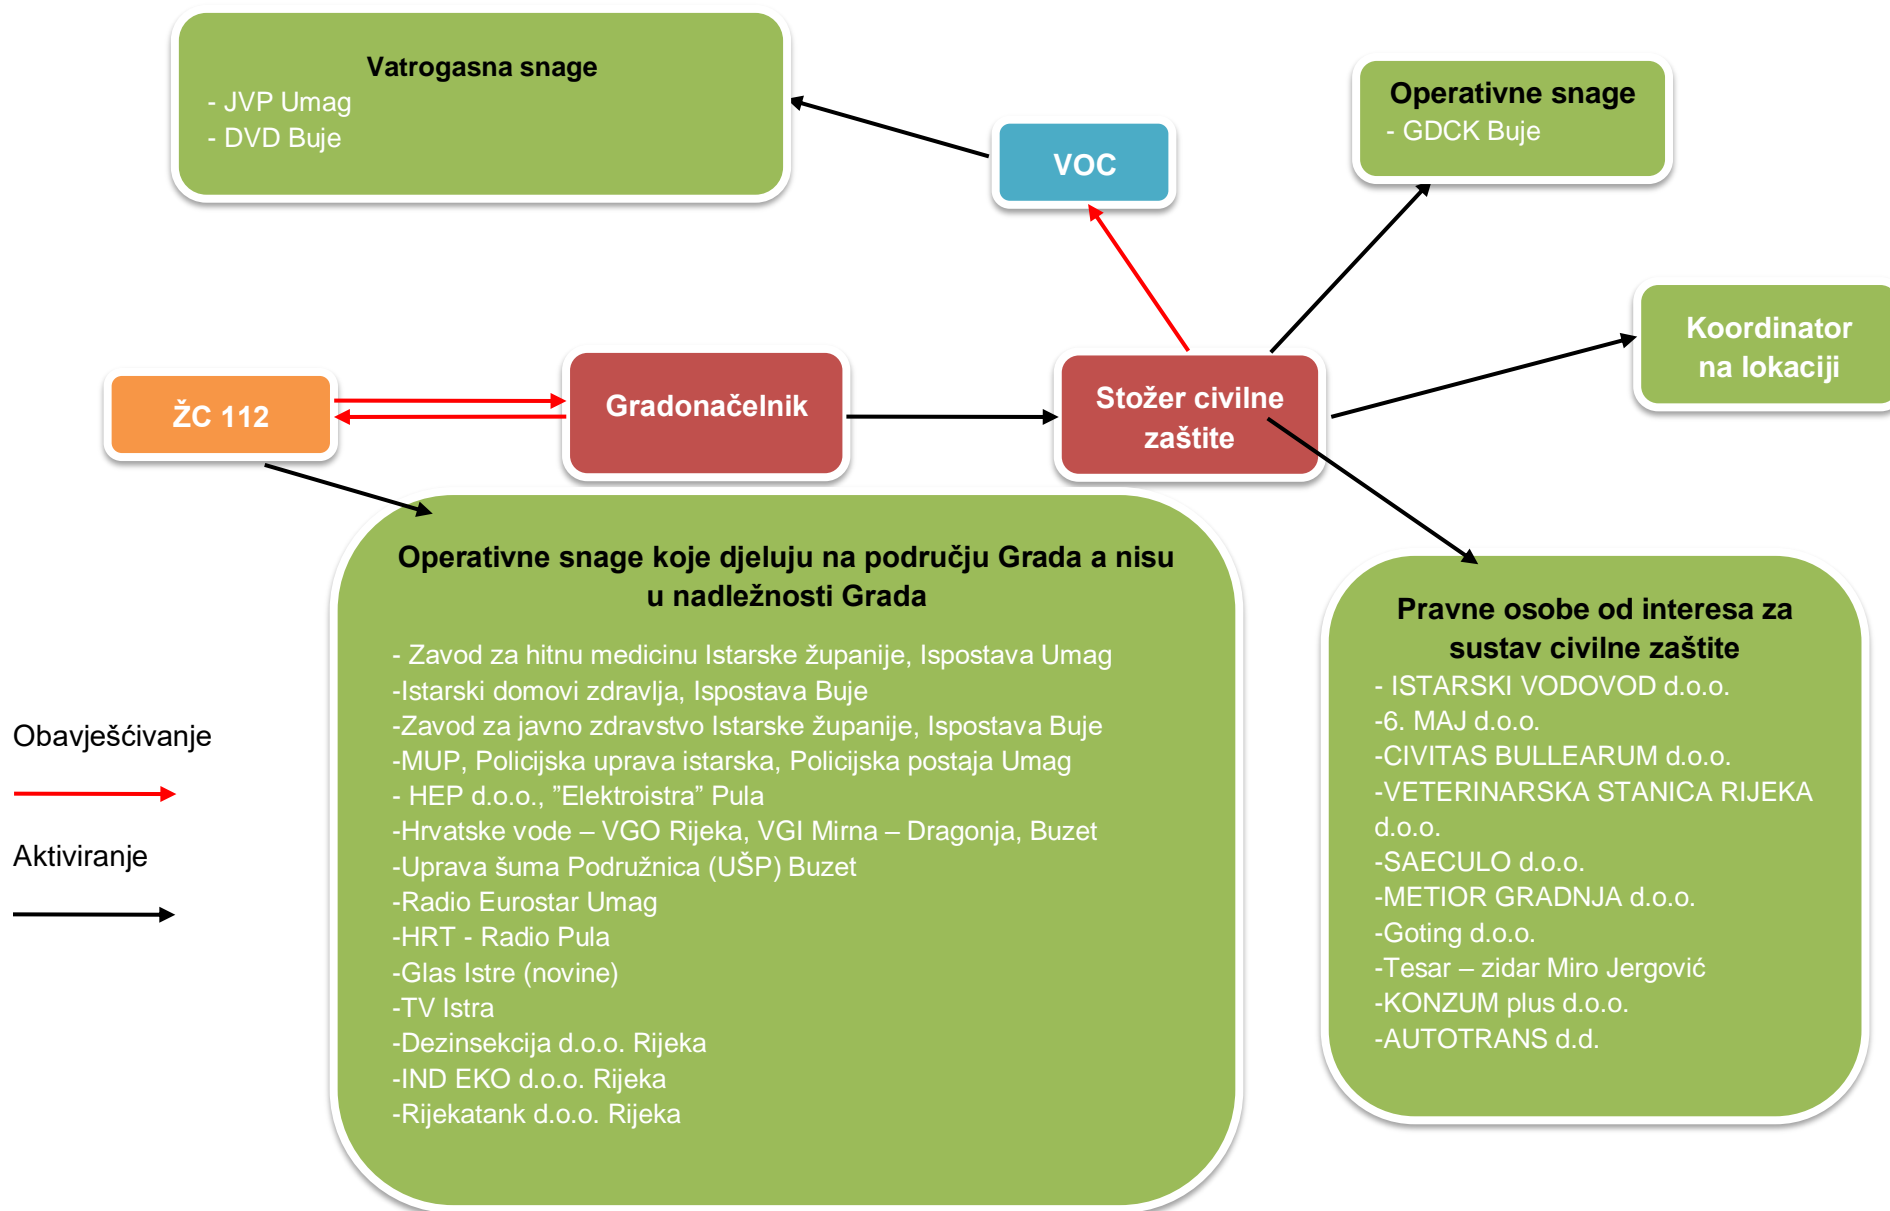 Vatrogasna snage
- JVP Umag
- DVD Buje
VOC
Operativne snage
- GDCK Buje
Koordinator
na lokaciji
ŽC 112
Gradonačelnik
Stožer civilne
zaštite
Operativne snage koje djeluju na području Grada a nisu
u nadležnosti Grada
- Zavod za hitnu medicinu Istarske županije, Ispostava Umag
-Istarski domovi zdravlja, Ispostava Buje
-Zavod za javno zdravstvo Istarske županije, Ispostava Buje
-MUP, Policijska uprava istarska, Policijska postaja Umag
- HEP d.o.o., ”Elektroistra” Pula
-Hrvatske vode – VGO Rijeka, VGI Mirna – Dragonja, Buzet
-Uprava šuma Podružnica (UŠP) Buzet
-Radio Eurostar Umag
-HRT - Radio Pula
-Glas Istre (novine)
-TV Istra
-Dezinsekcija d.o.o. Rijeka
-IND EKO d.o.o. Rijeka
-Rijekatank d.o.o. Rijeka
Pravne osobe od interesa za
sustav civilne zaštite
- ISTARSKI VODOVOD d.o.o.
-6. MAJ d.o.o.
-CIVITAS BULLEARUM d.o.o.
-VETERINARSKA STANICA RIJEKA
d.o.o.
-SAECULO d.o.o.
-METIOR GRADNJA d.o.o.
-Goting d.o.o.
-Tesar – zidar Miro Jergović
-KONZUM plus d.o.o.
-AUTOTRANS d.d.
Obavješćivanje
Aktiviranje